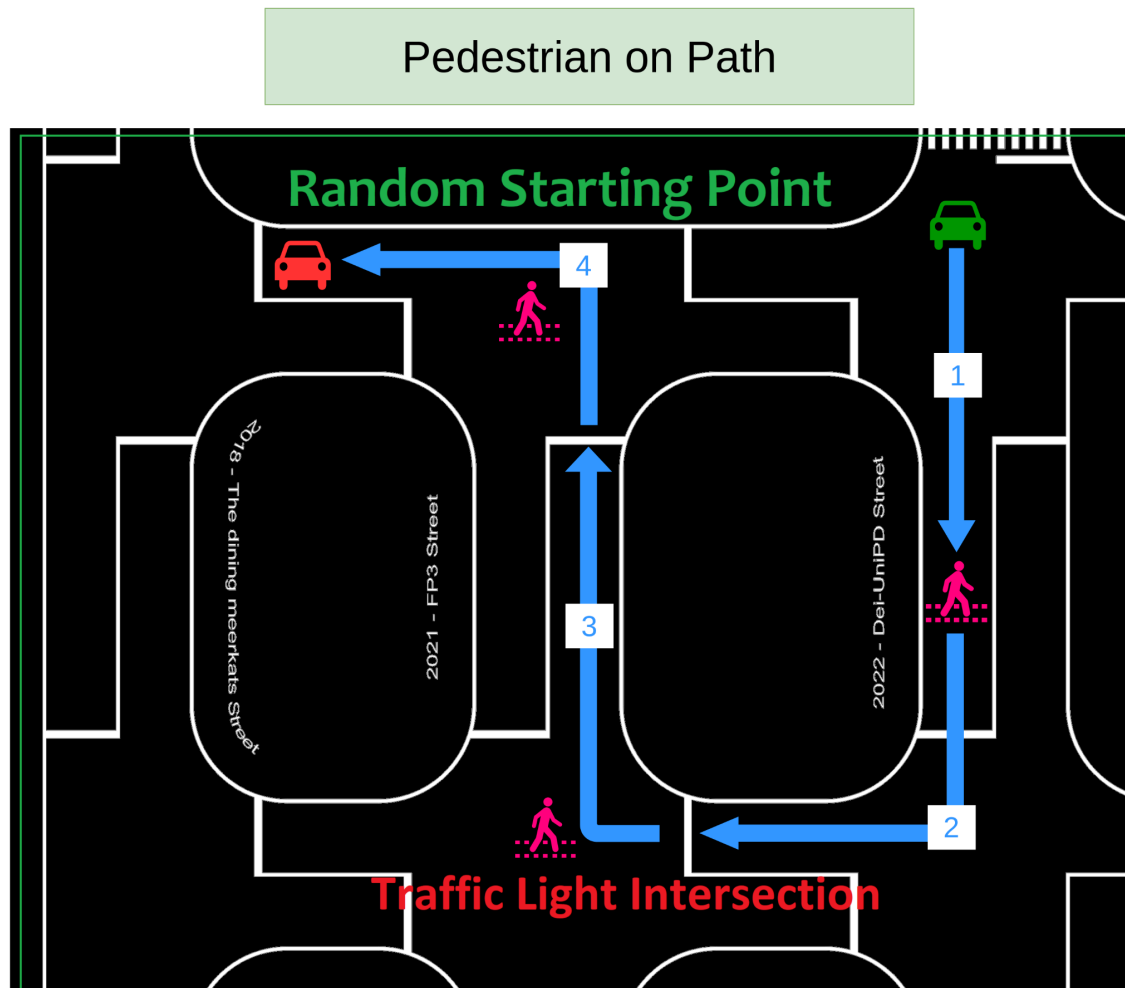 Pedestrian on Path
Random Starting Point
4
1
2018 - The dining meerkats Street
2021 - FP3 Street
2022 - Dei-UniPD Street
3
2
Traffic Light Intersection